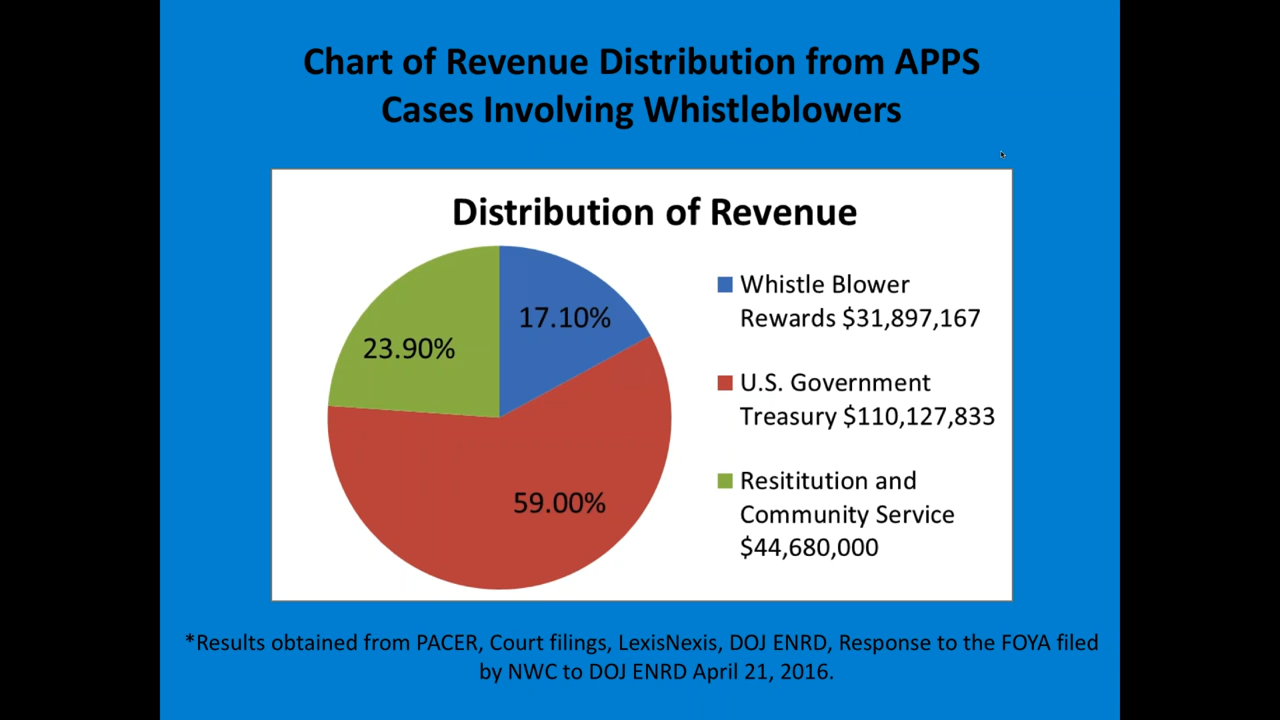 Chart of Revenue Distribution from APPS
Cases Involving Whistleblowers
Distribution of Revenue
17.10%
23.90%
59.00%
Whistle Blower
Rewards $31,897,167
U.S. Government
Treasury $110,127,833
Resititution and
Community Service
$44,680,000
*Results obtained from PACER, Court filings, LexisNexis, DOJ ENRD, Response to the FOYA filed
by NWC to DOJ ENRD April 21, 2016.